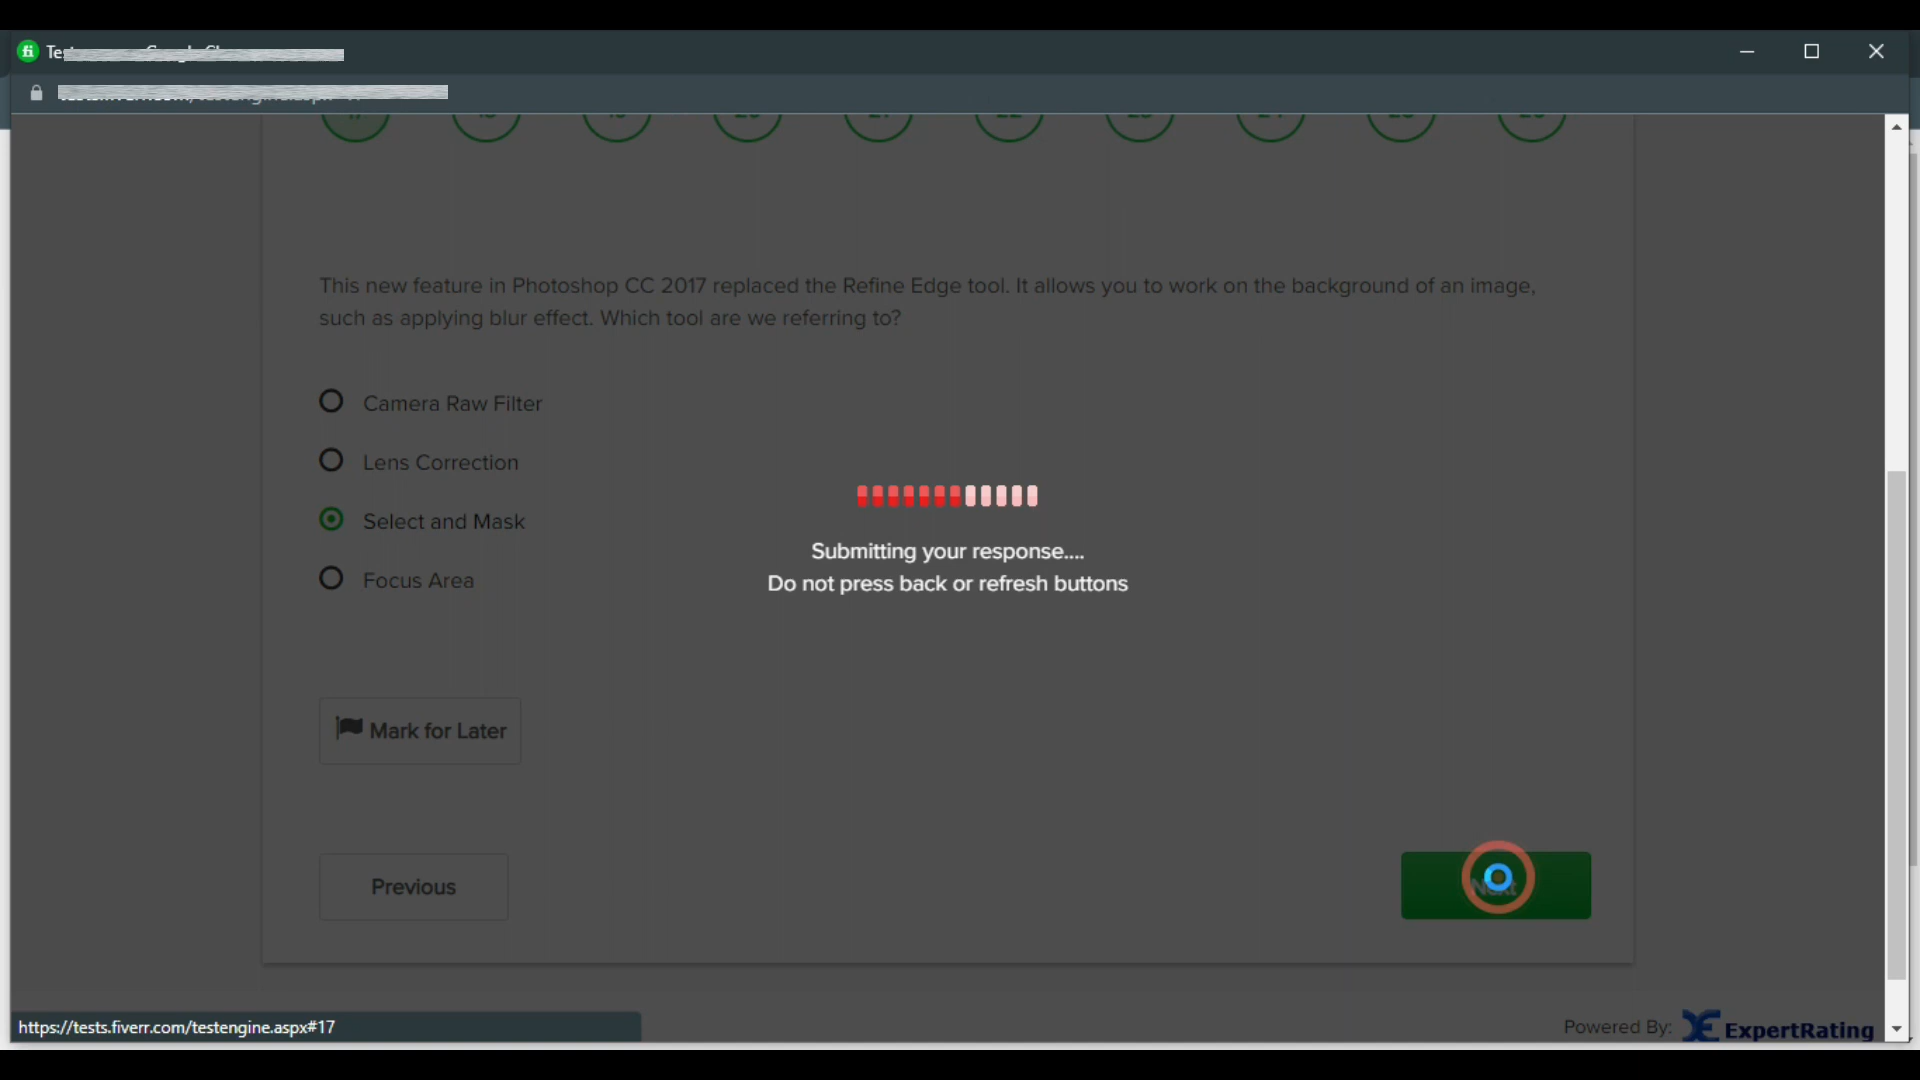 This new feature in Photoshop CC 2017 replaced the Refine Edge tool. It allows you to work on the background of an image,
such as applying blur effect. Which tool are we referring to?
Camera Raw Filter
Lens Correction
Select and Mask
Focus Area
Submitting your response....
Do not press back or refresh buttons
Mark for Later
Previous
Next
https://tests.fiverr.com/testengine.aspx#17
Powered By:
ExpertRating